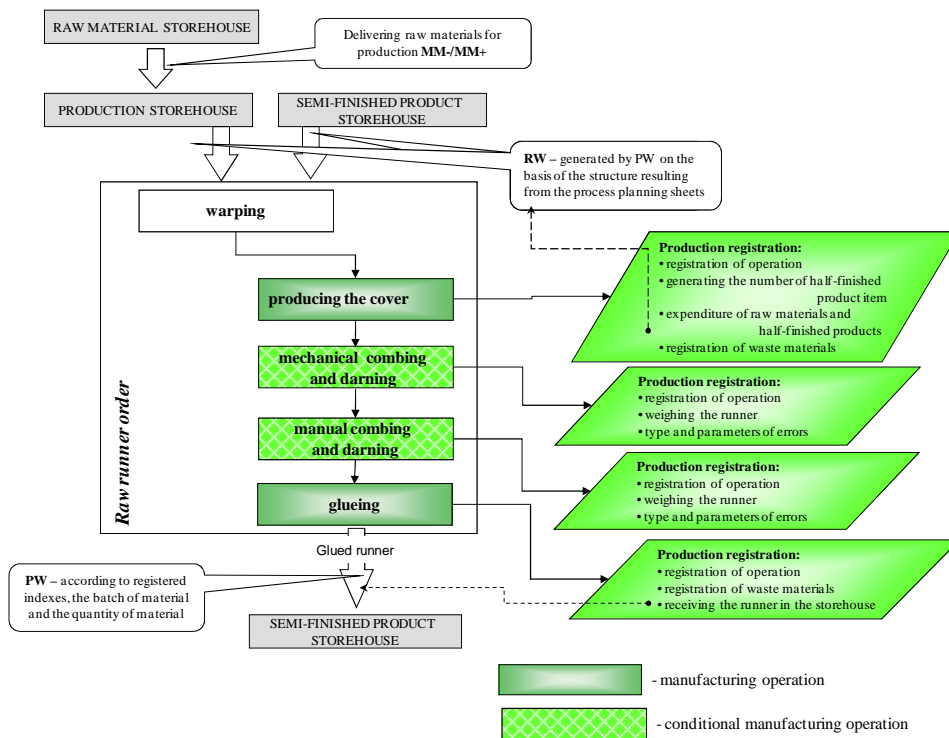 RAW MATERIAL STOREHOUSE
Delivering raw materials for
production MM-/MM+
PRODUCTION STOREHOUSE
SEMI-FINISHED PRODUCT
STOREHOUSE
RW – generated by PW on the
basis of the structure resulting
from the process planning sheets
Raw runner order
warping
producing the cover
mechanical combing
and darning
manual combing
and darning
glueing
Production registration:
• registration of operation
• generating the number of half-finished
product item
• expenditure of raw materials and
half-finished products
• registration of waste materials
Production registration:
• registration of operation
• weighing the runner
• type and parameters of errors
Production registration:
• registration of operation
• weighing the runner
• type and parameters of errors
Production registration:
• registration of operation
• registration of waste materials
• receiving the runner in the storehouse
Glued runner
PW – according to registered
indexes, the batch of material
and the quantity of material
SEMI-FINISHED PRODUCT
STOREHOUSE
- manufacturing operation
- conditional manufacturing operation